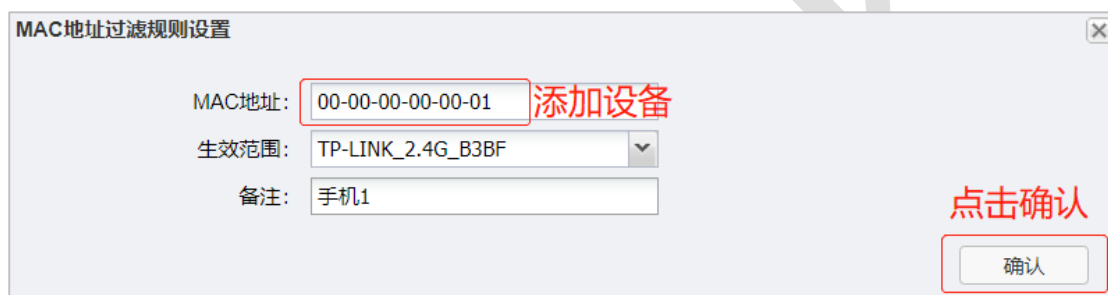 MAC地址过滤规则设置
MAC地址： 00-00-00-00-00-01 添加设备
生效范围： TP-LINK_2.4G_B3BF
备注： 手机1
点击确认
确认